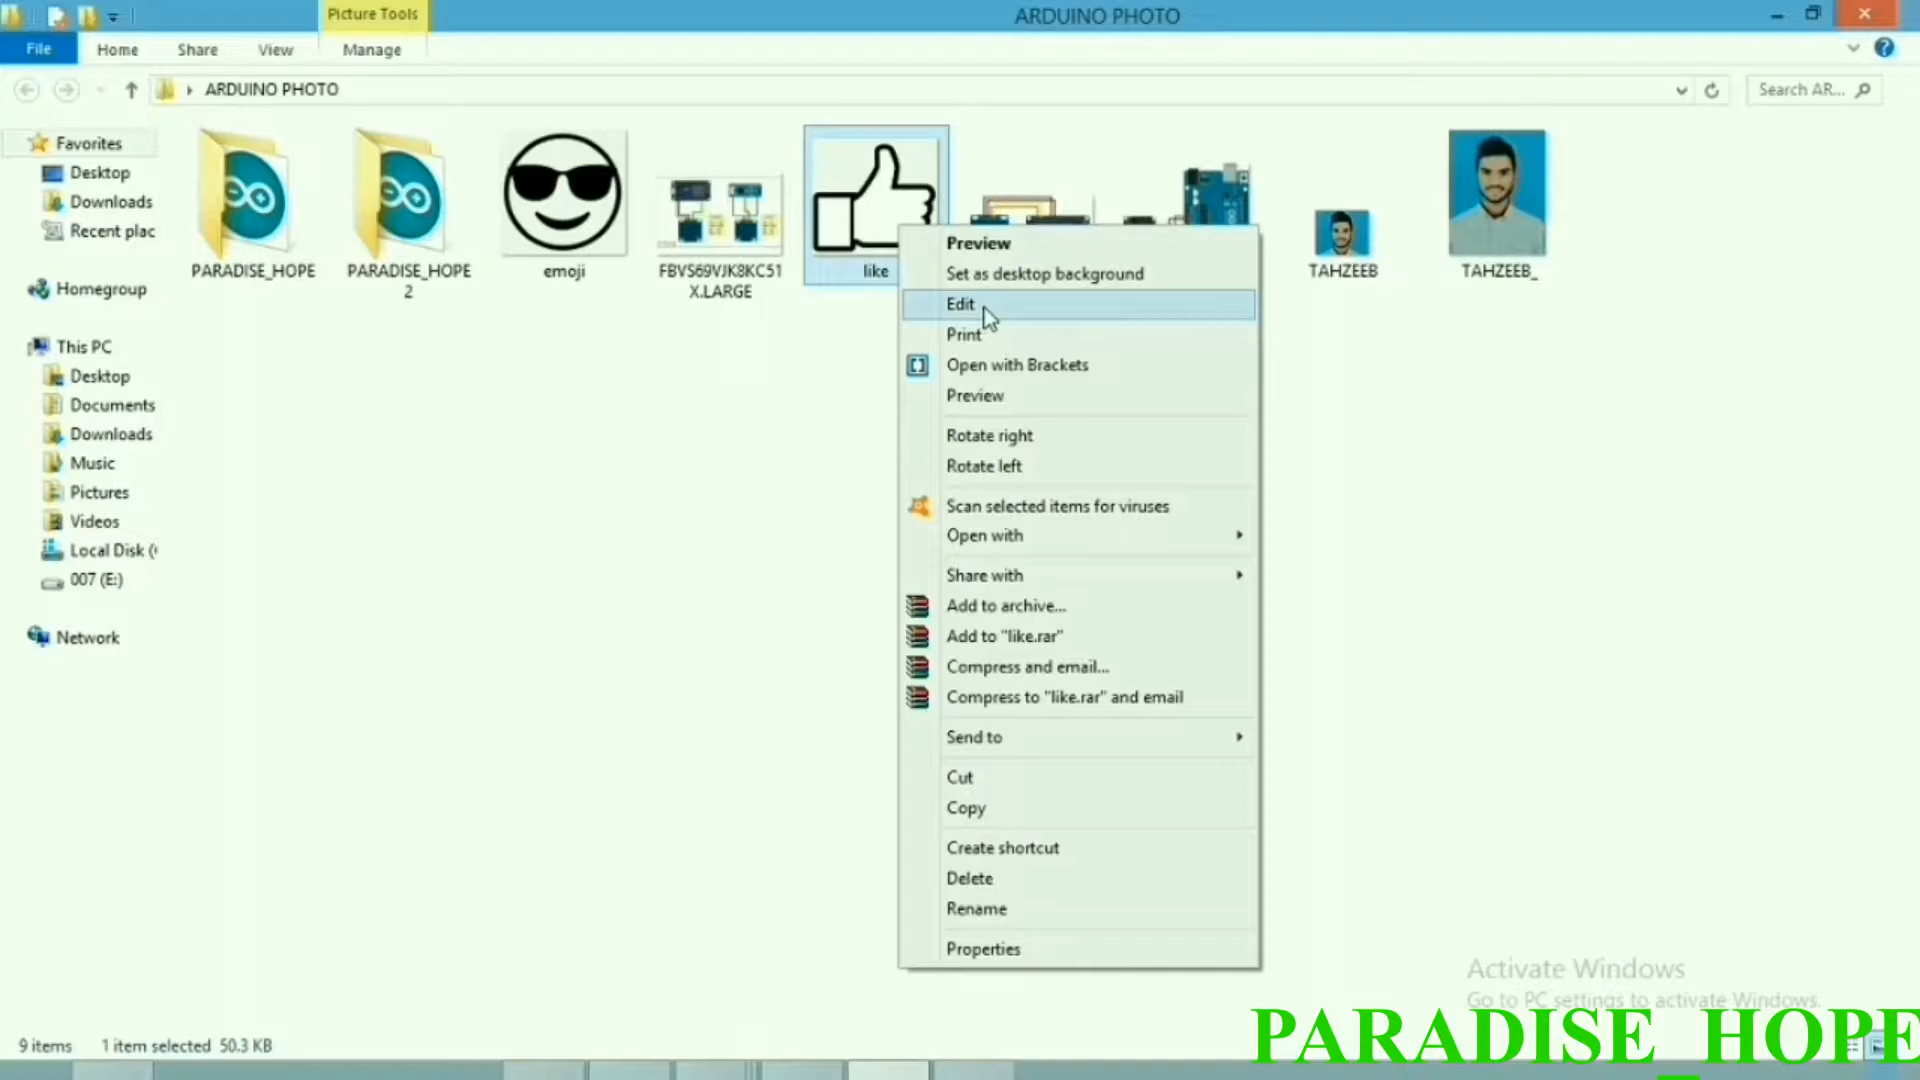 Picture Tools
ARDUINO PHOTO
File
Home
Share
View
Manage
ARDUINO PHOTO
Search AR...
Favorites
Desktop
Downloads
Recent plac
Homegroup
This PC
Desktop
Documents
Downloads
Music
Pictures
Videos
Local Disk (
007 (E:)
Network
PARADISE_HOPE
PARADISE_HOPE
2
emoji
FBVS69VJK8KC51
X.LARGE
like
TAHZEEB
TAHZEEB_
Preview
Set as desktop background
Edit
Print
Open with Brackets
Preview
Rotate right
Rotate left
Scan selected items for viruses
Open with
Share with
Add to archive...
Add to "like.rar"
Compress and email...
Compress to "like.rar" and email
Send to
Cut
Copy
Create shortcut
Delete
Rename
Properties
Activate Windows
Go to PC settings to activate Windows.
PARADISE_HOPE
9 items
1 item selected 50.3 KB